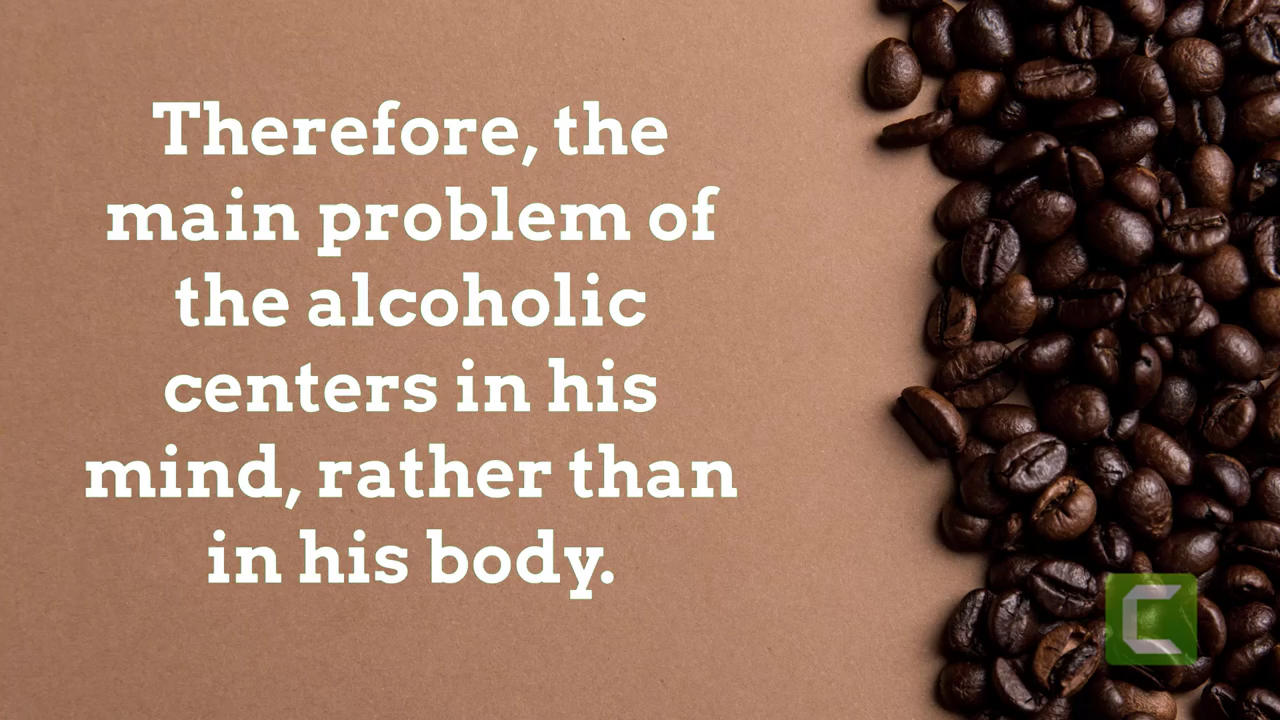 Therefore, the
main problem of
the alcoholic
centers in his
mind, rather than
in his body.